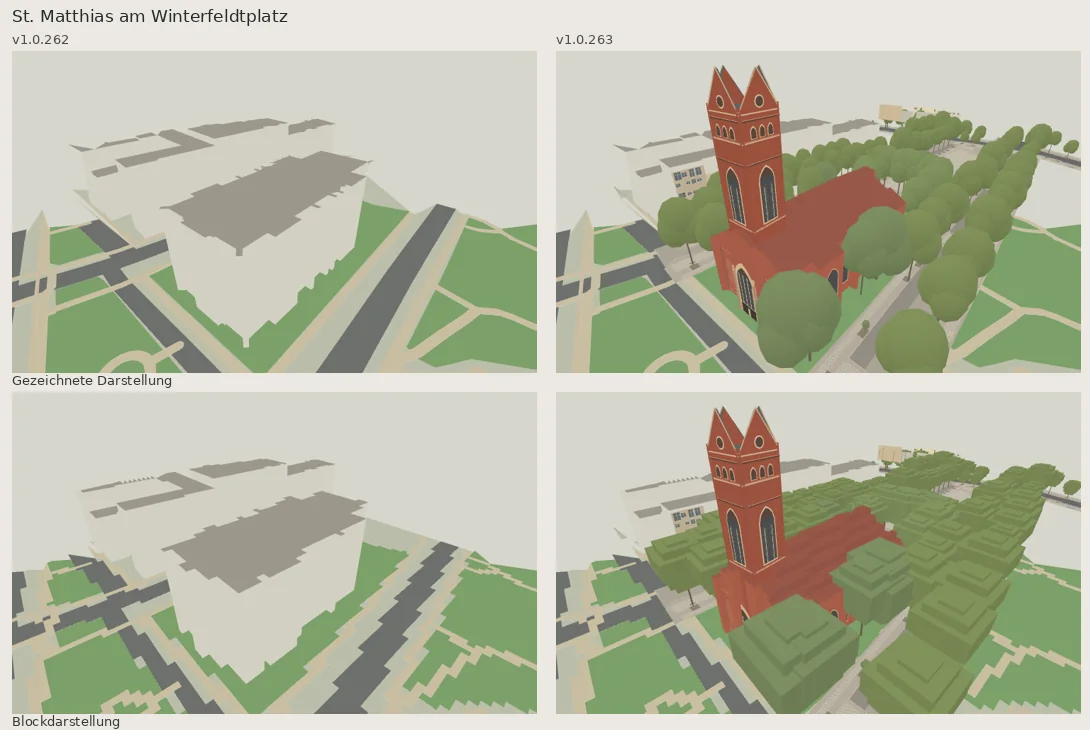 St. Matthias am Winterfeldtplatz
v1.0.262
v1.0.263
Gezeichnete Darstellung
Blockdarstellung